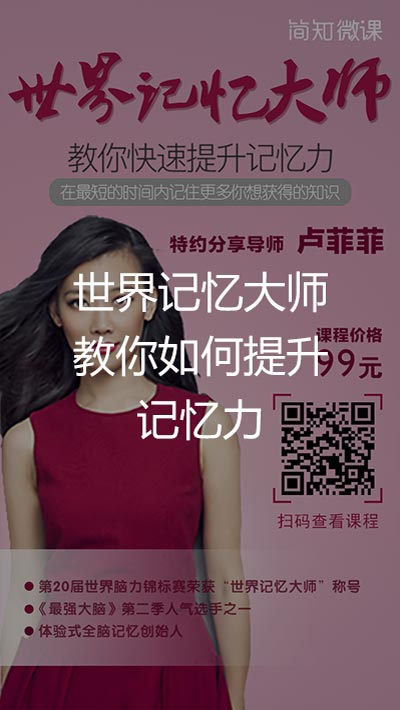 简知微课
世界记忆大师
教你快速提升记忆力
在最短的时间内记住更多你想获得的知识
特约分享导师 卢菲菲
世界记忆大师
教你如何提升
记忆力
课程价格
99元
扫码查看课程
●第20届世界脑力锦标赛荣获“世界记忆大师”称号
●《最强大脑》第二季人气选手之一
●体验式全脑记忆创始人